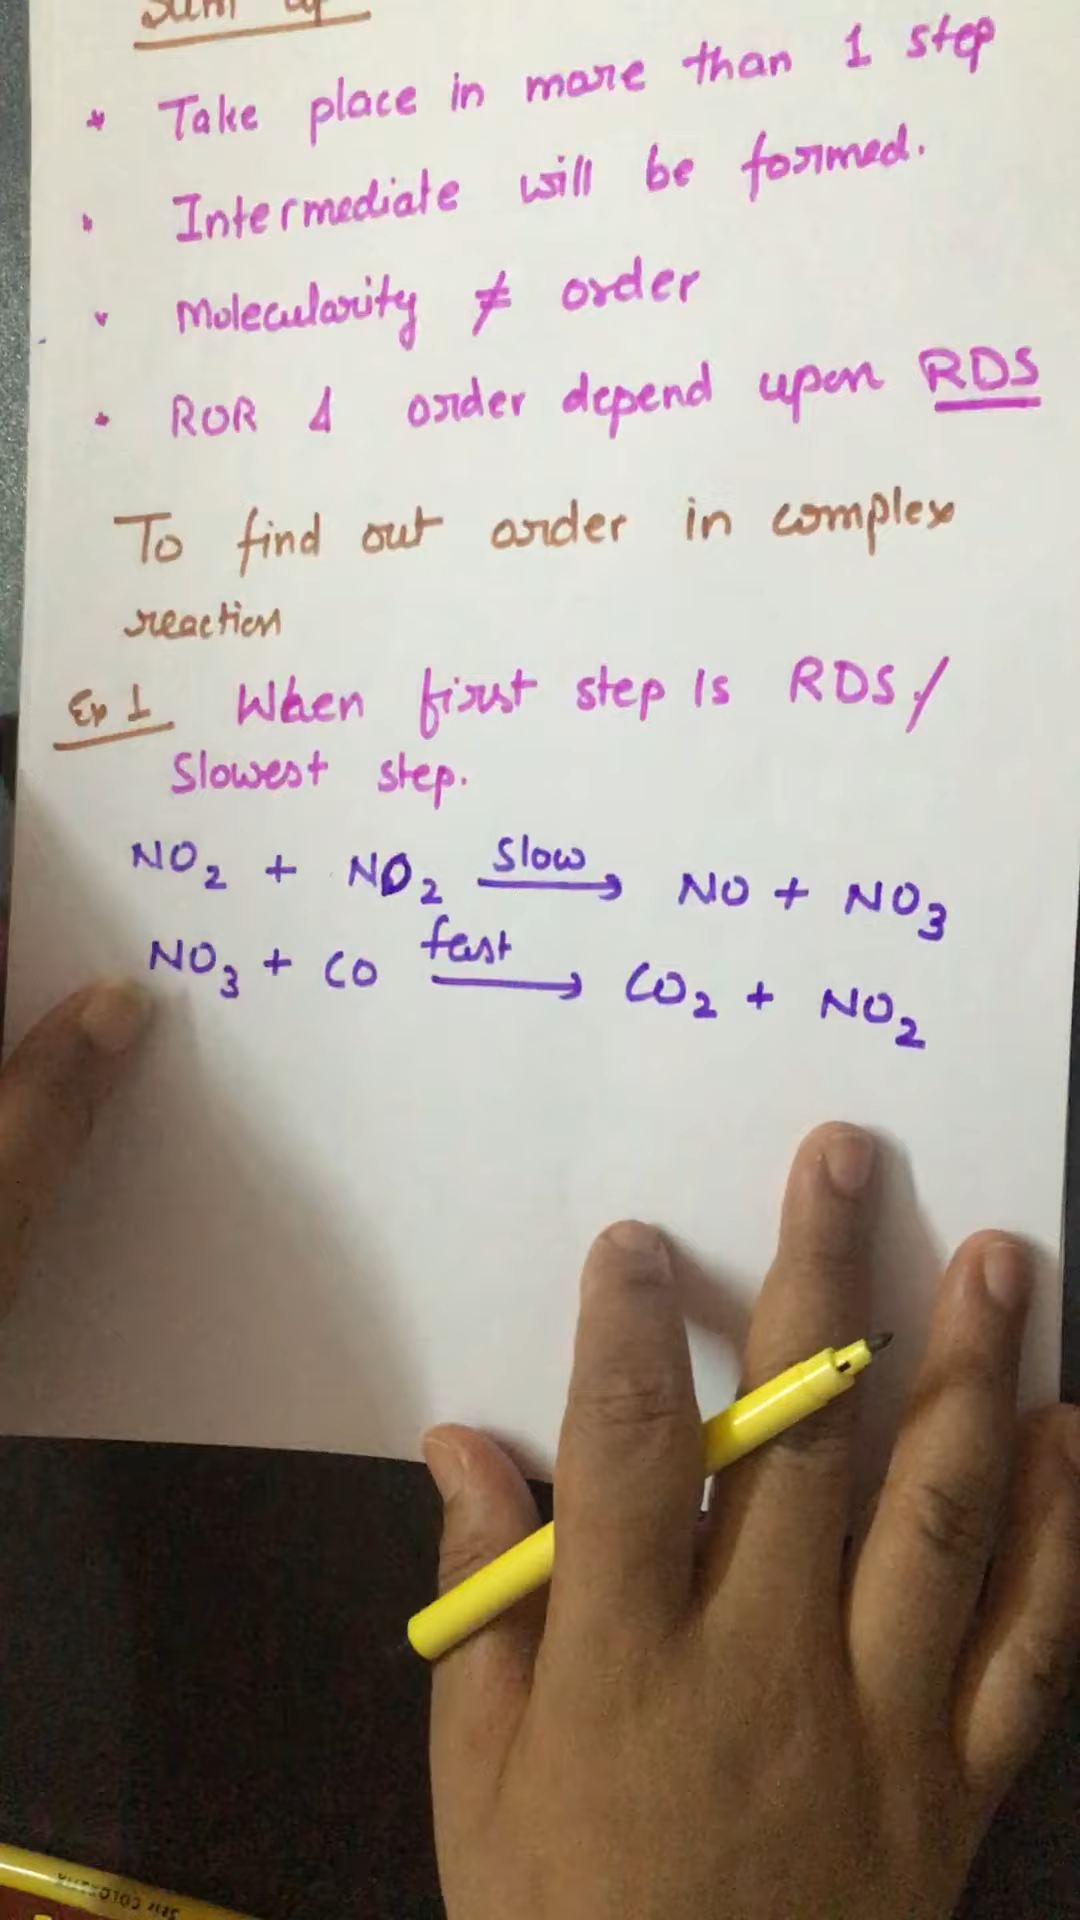 Sum up
* Take place in more than 1 step
Intermediate will be formed.
Molecularity ≠ order
ROR & order depend upon RDS
To find out order in complex
reaction
Ex 1 When first step is RDS/
Slowest step.
NO₂ + NO₂ slow→ NO + NO₃
NO₃ + CO fast→ CO₂ + NO₂